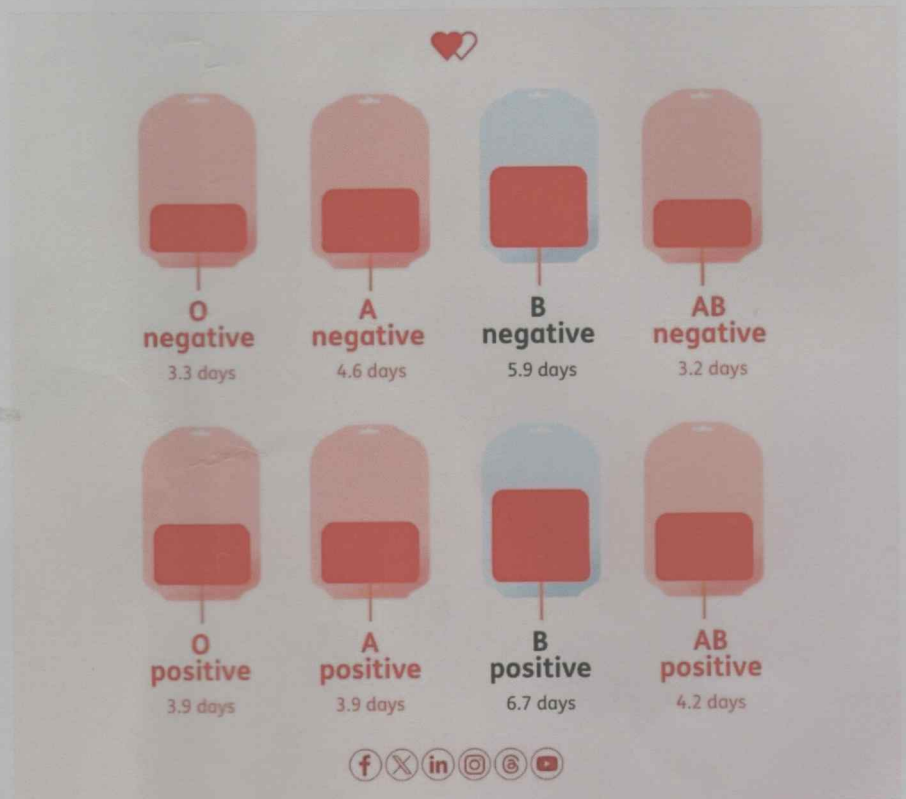 O
negative
3.3 days
A
negative
4.6 days
B
negative
5.9 days
AB
negative
3.2 days
O
positive
3.9 days
A
positive
3.9 days
B
positive
6.7 days
AB
positive
4.2 days